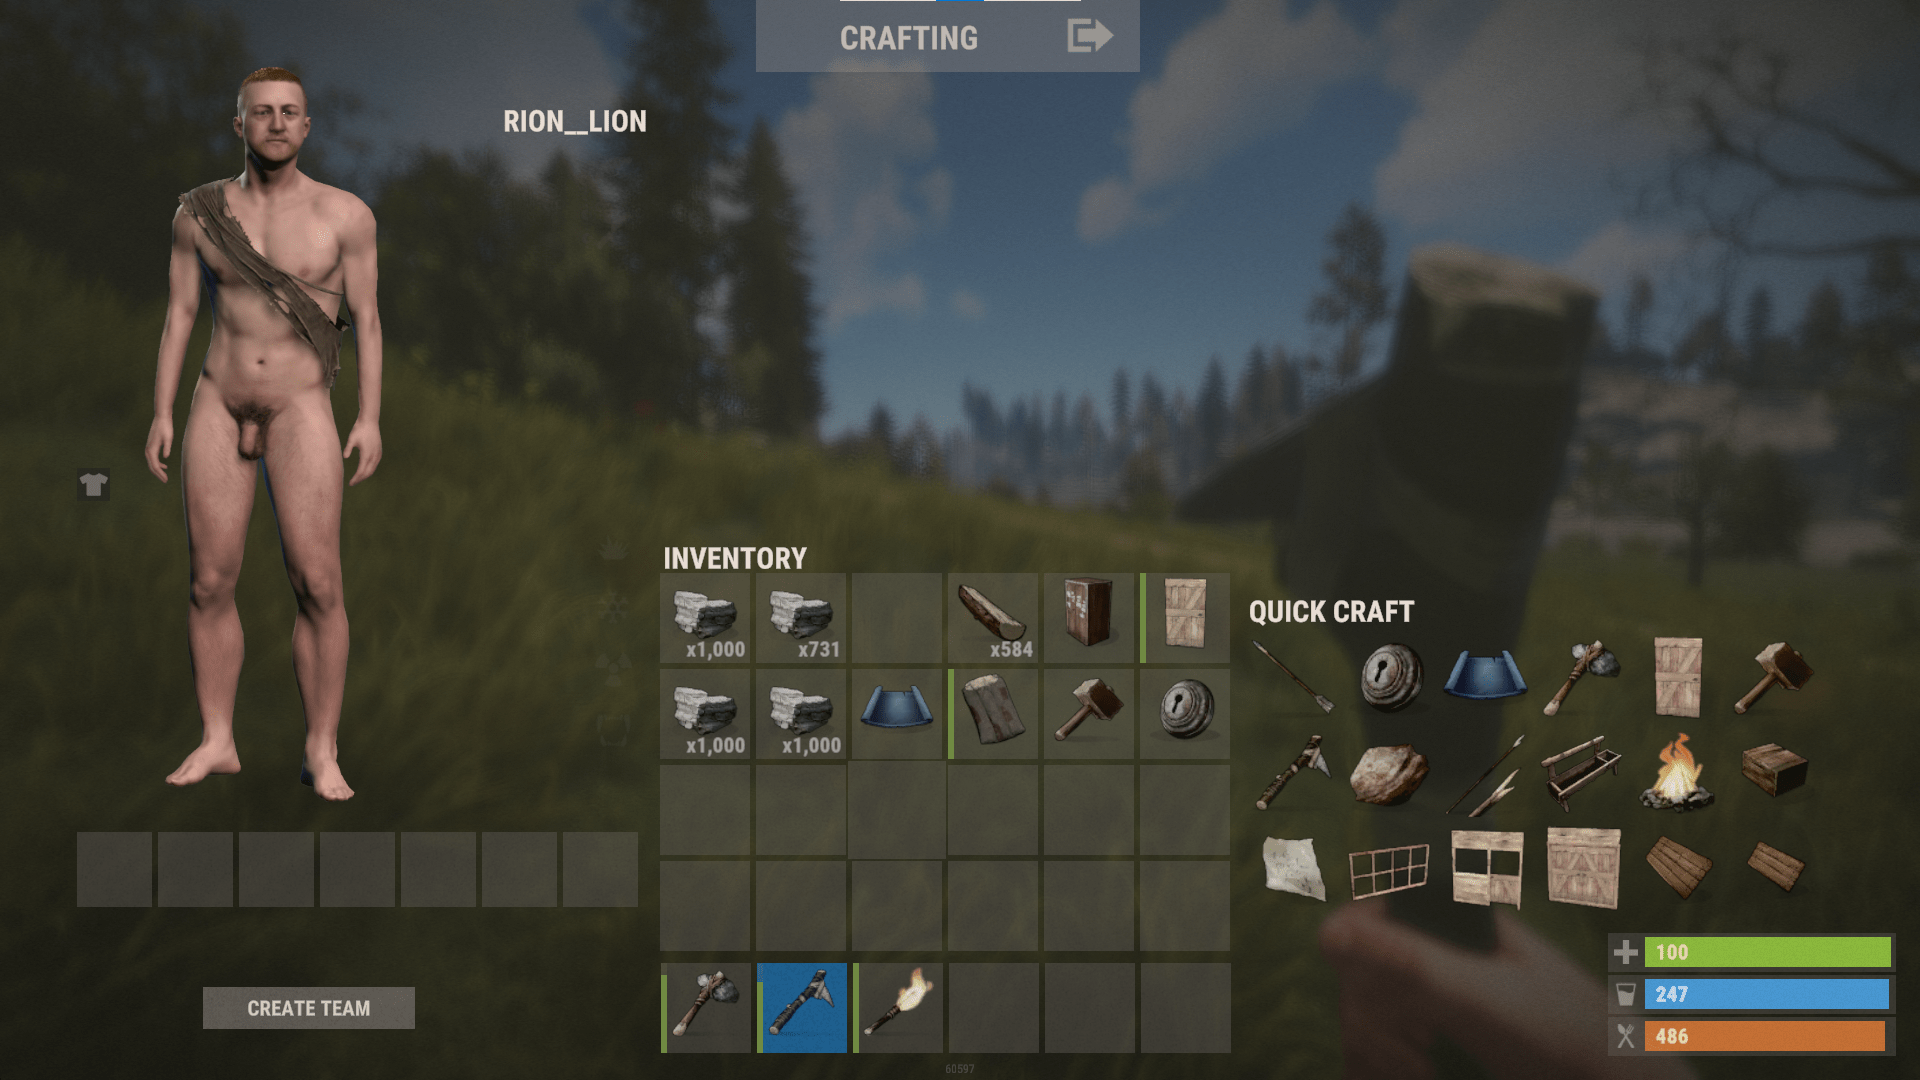 CRAFTING
RION__LION
INVENTORY
x1,000
x731
x584
x1,000
x1,000
QUICK CRAFT
CREATE TEAM
100
247
486
60597